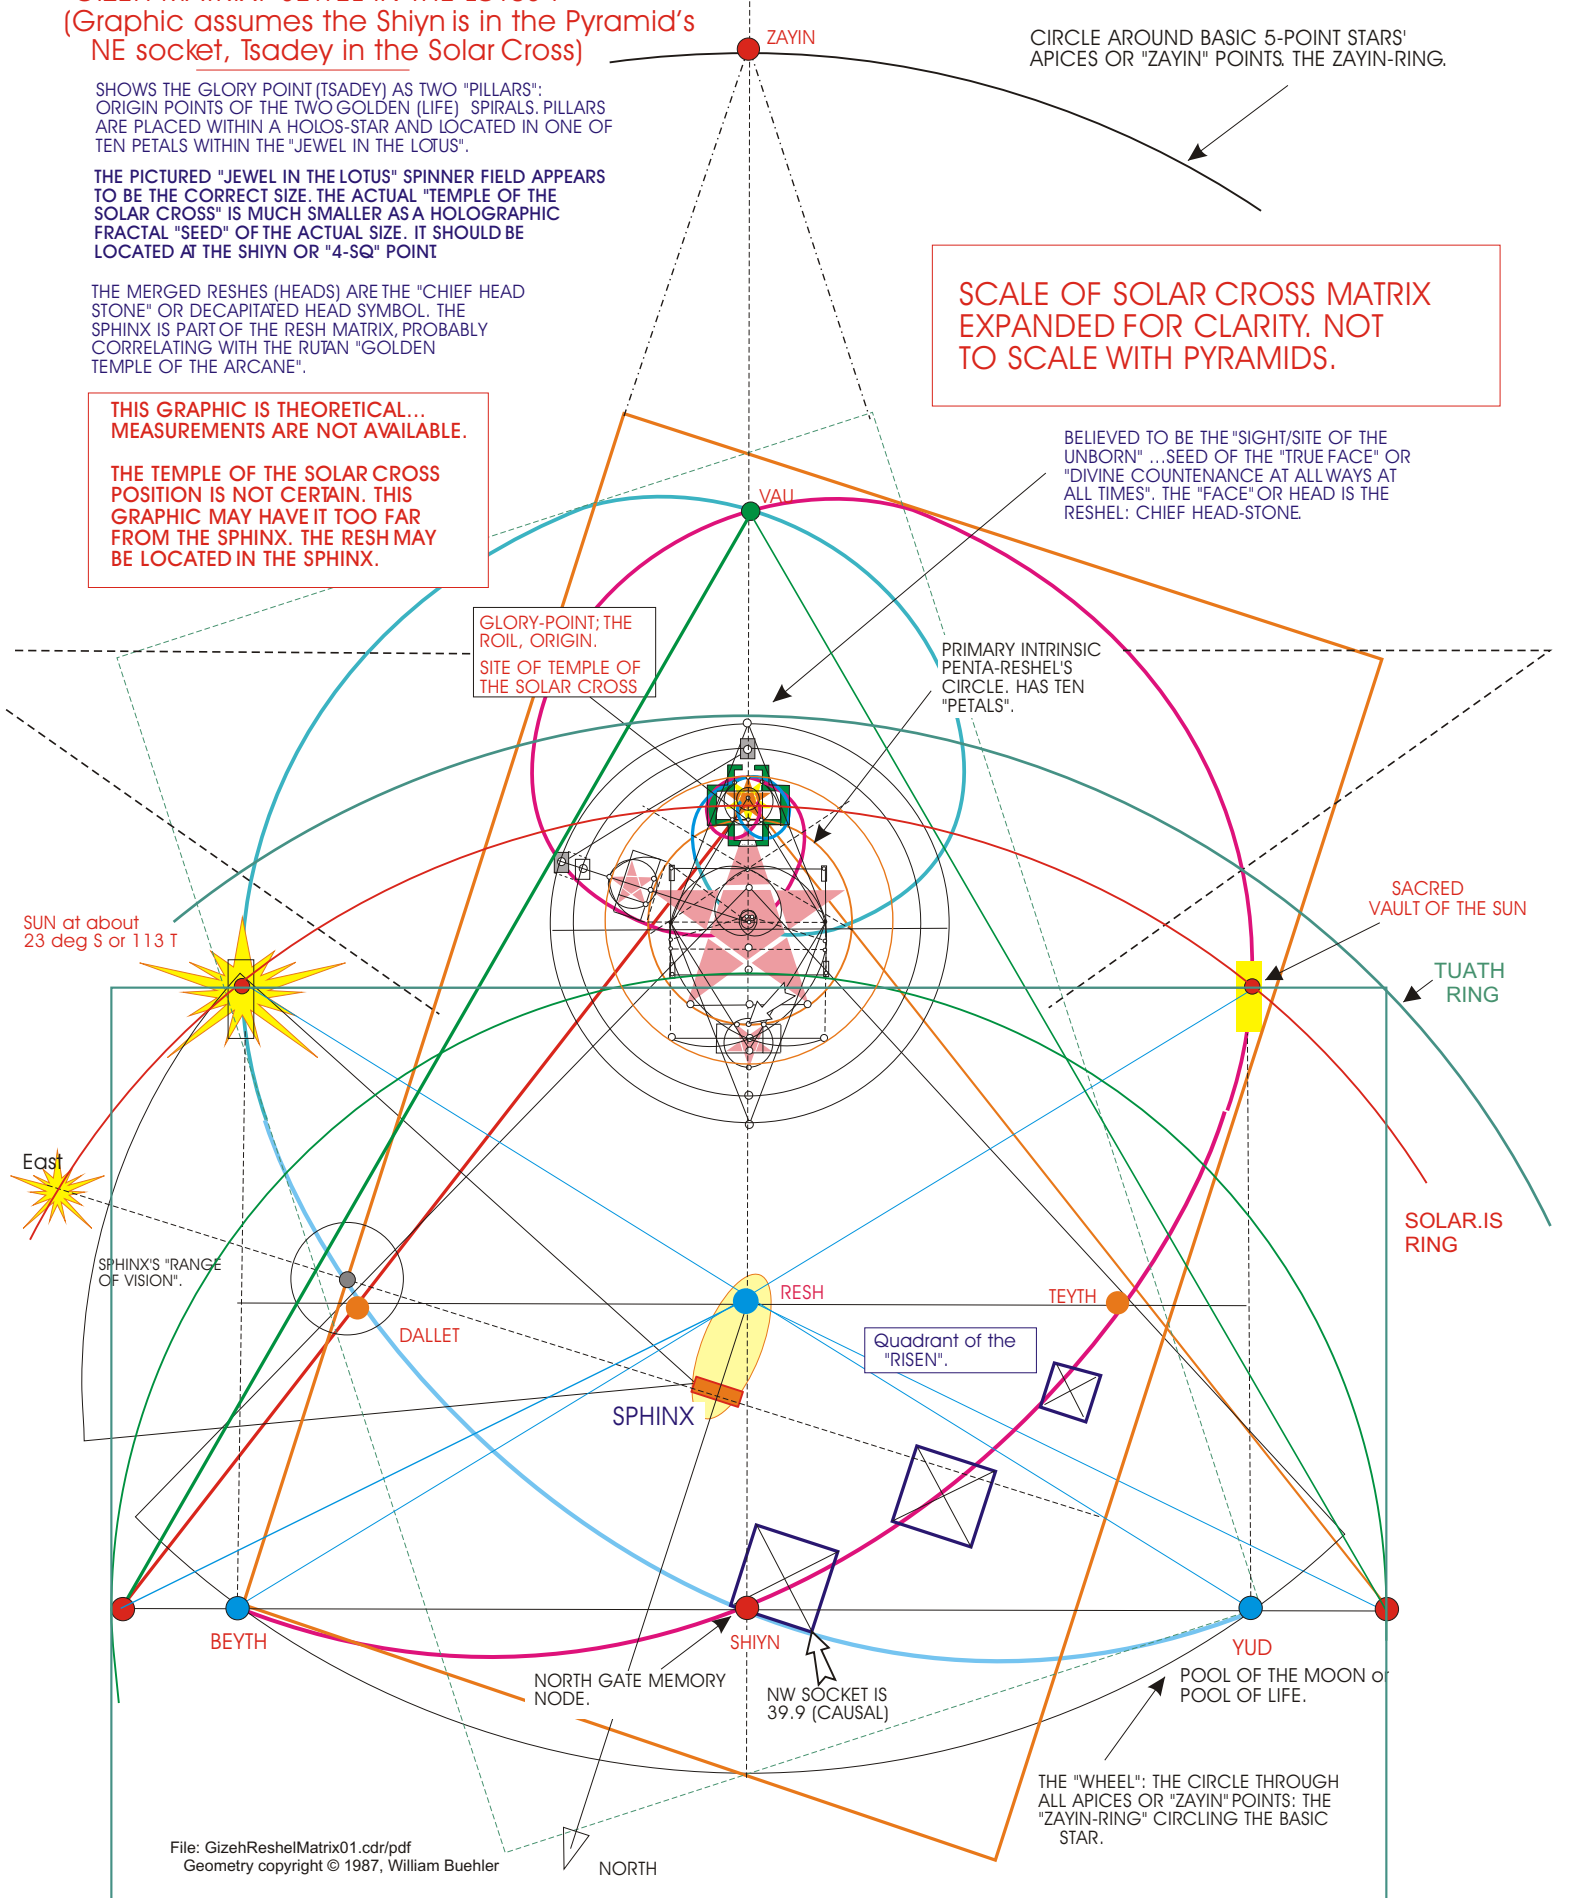 (Graphic assumes the Shiyn is in the Pyramid's
NE socket, Tsadey in the Solar Cross)
SHOWS THE GLORY POINT (TSADEY) AS TWO "PILLARS":
ORIGIN POINTS OF THE TWO GOLDEN (LIFE) SPIRALS. PILLARS
ARE PLACED WITHIN A HOLOS-STAR AND LOCATED IN ONE OF
TEN PETALS WITHIN THE "JEWEL IN THE LOTUS".
THE PICTURED "JEWEL IN THE LOTUS" SPINNER FIELD APPEARS
TO BE THE CORRECT SIZE. THE ACTUAL "TEMPLE OF THE
SOLAR CROSS" IS MUCH SMALLER AS A HOLOGRAPHIC
FRACTAL "SEED" OF THE ACTUAL SIZE. IT SHOULD BE
LOCATED AT THE SHIYN OR "4-SQ" POINT
THE MERGED RESHES (HEADS) ARE THE "CHIEF HEAD
STONE" OR DECAPITATED HEAD SYMBOL. THE
SPHINX IS PART OF THE RESH MATRIX, PROBABLY
CORRELATING WITH THE RUTAN "GOLDEN
TEMPLE OF THE ARCANE".
THIS GRAPHIC IS THEORETICAL...
MEASUREMENTS ARE NOT AVAILABLE.
THE TEMPLE OF THE SOLAR CROSS
POSITION IS NOT CERTAIN. THIS
GRAPHIC MAY HAVE IT TOO FAR
FROM THE SPHINX. THE RESH MAY
BE LOCATED IN THE SPHINX.
ZAYIN
CIRCLE AROUND BASIC 5-POINT STARS'
APICES OR "ZAYIN" POINTS. THE ZAYIN-RING.
SCALE OF SOLAR CROSS MATRIX
EXPANDED FOR CLARITY. NOT
TO SCALE WITH PYRAMIDS.
BELIEVED TO BE THE "SIGHT/SITE OF THE
UNBORN" ...SEED OF THE "TRUE FACE" OR
"DIVINE COUNTENANCE AT ALL WAYS AT
ALL TIMES". THE "FACE" OR HEAD IS THE
RESHEL: CHIEF HEAD-STONE.
VAU
GLORY-POINT; THE
ROIL, ORIGIN.
SITE OF TEMPLE OF
THE SOLAR CROSS
PRIMARY INTRINSIC
PENTA-RESHEL'S
CIRCLE. HAS TEN
"PETALS".
SUN at about
23 deg S or 113 T
SACRED
VAULT OF THE SUN
TUATH
RING
East
SOLAR.IS
RING
SPHINX'S "RANGE
OF VISION".
RESH
TEYTH
DALLET
Quadrant of the
"RISEN".
SPHINX
BEYTH
SHIYN
YUD
NORTH GATE MEMORY
NODE.
NW SOCKET IS
39.9 (CAUSAL)
POOL OF THE MOON or
POOL OF LIFE.
THE "WHEEL": THE CIRCLE THROUGH
ALL APICES OR "ZAYIN" POINTS: THE
"ZAYIN-RING" CIRCLING THE BASIC
STAR.
File: GizehReshelMatrix01.cdr/pdf
Geometry copyright © 1987, William Buehler
NORTH